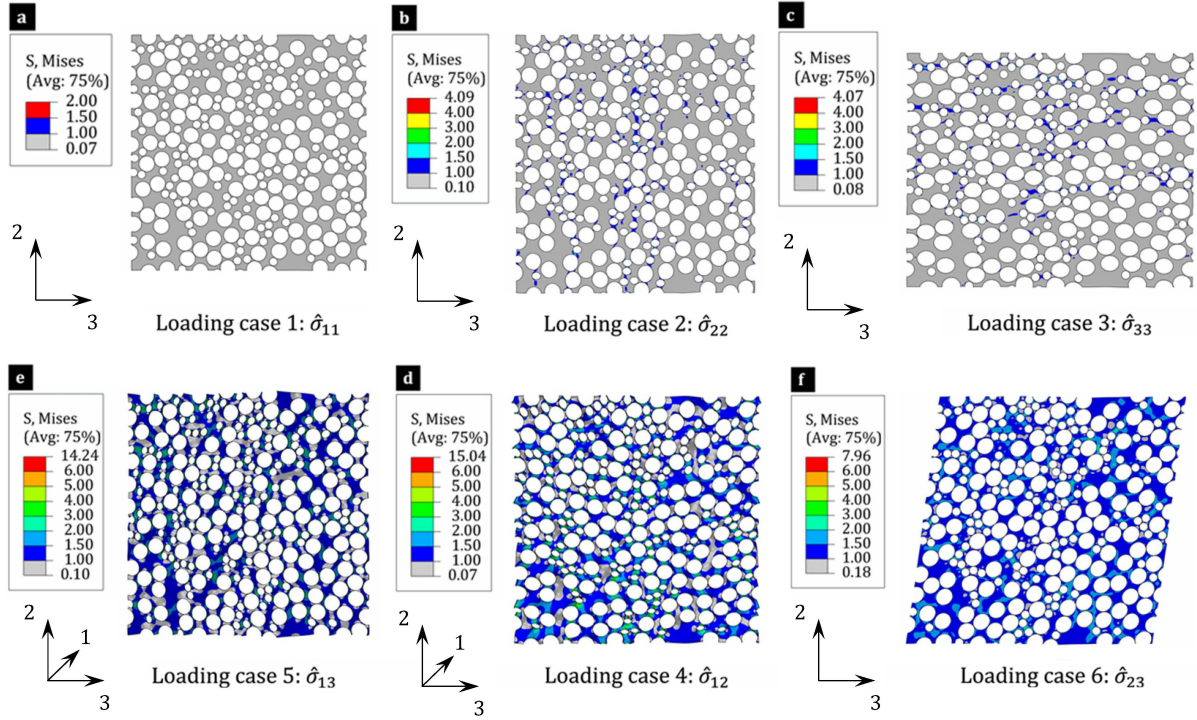 a
S, Mises
(Avg: 75%)
2.00
1.50
1.00
0.07
2
3
Loading case 1: σ̂₁₁
b
S, Mises
(Avg: 75%)
4.09
4.00
3.00
2.00
1.50
1.00
0.10
2
3
Loading case 2: σ̂₂₂
c
S, Mises
(Avg: 75%)
4.07
4.00
3.00
2.00
1.50
1.00
0.08
2
3
Loading case 3: σ̂₃₃
e
S, Mises
(Avg: 75%)
14.24
6.00
5.00
4.00
3.00
2.00
1.50
1.00
0.10
2
1
3
Loading case 5: σ̂₁₃
d
S, Mises
(Avg: 75%)
15.04
6.00
5.00
4.00
3.00
2.00
1.50
1.00
0.07
2
1
3
Loading case 4: σ̂₁₂
f
S, Mises
(Avg: 75%)
7.96
6.00
5.00
4.00
3.00
2.00
1.50
1.00
0.18
2
3
Loading case 6: σ̂₂₃